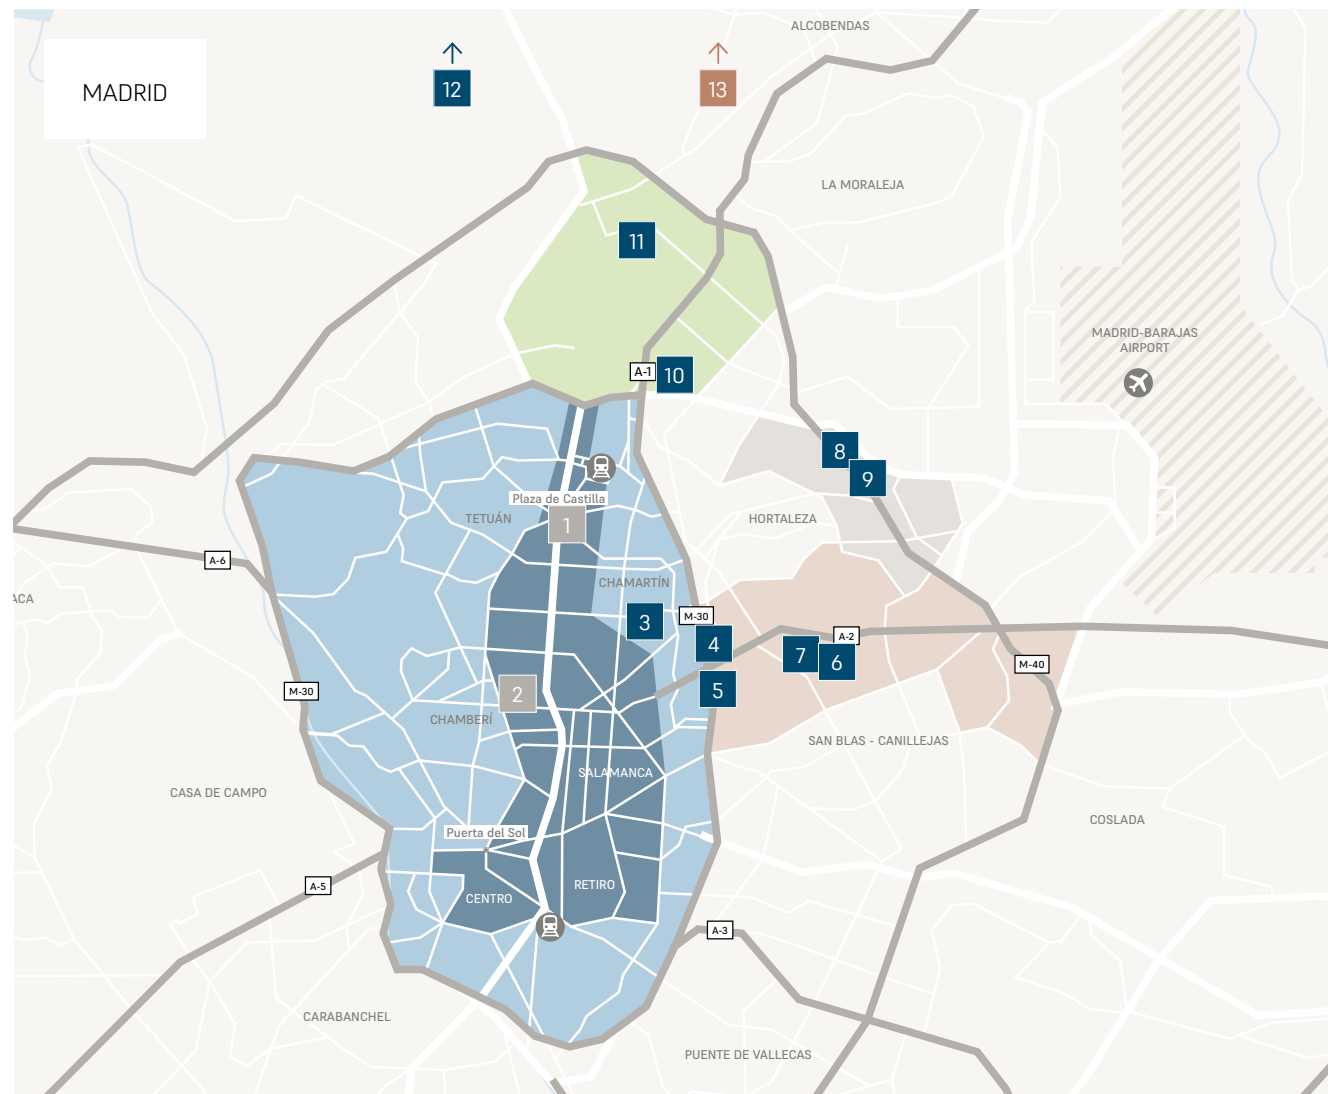 ALCOBENDAS
MADRID
12
13
LA MORALEJA
11
MADRID-BARAJAS
AIRPORT
A-1
10
8
9
Plaza de Castilla
TETUÁN
1
HORTALEZA
A-6
CHAMARTÍN
ACA
M-30
3
4
A-2
7
6
M-40
5
M-30
2
CHAMBERÍ
SAN BLAS - CANILLEJAS
SALAMANCA
CASA DE CAMPO
COSLADA
Puerta del Sol
A-5
RETIRO
CENTRO
A-3
CARABANCHEL
PUENTE DE VALLECAS